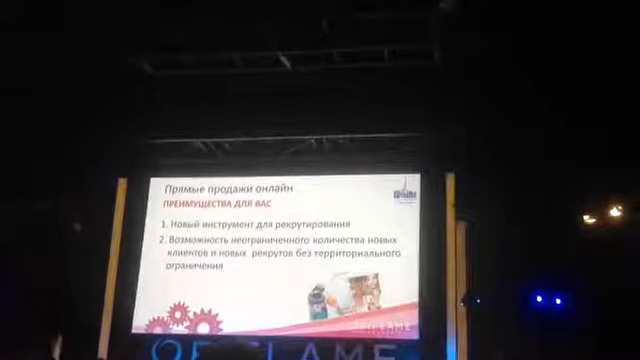 Прямые продажи онлайн
ПРЕИМУЩЕСТВА ДЛЯ ВАС
1. Новый инструмент для рекрутирования
2. Возможность неограниченного количества новых
клиентов и новых рекрутов без территориального
ограничения
ORIFLAME